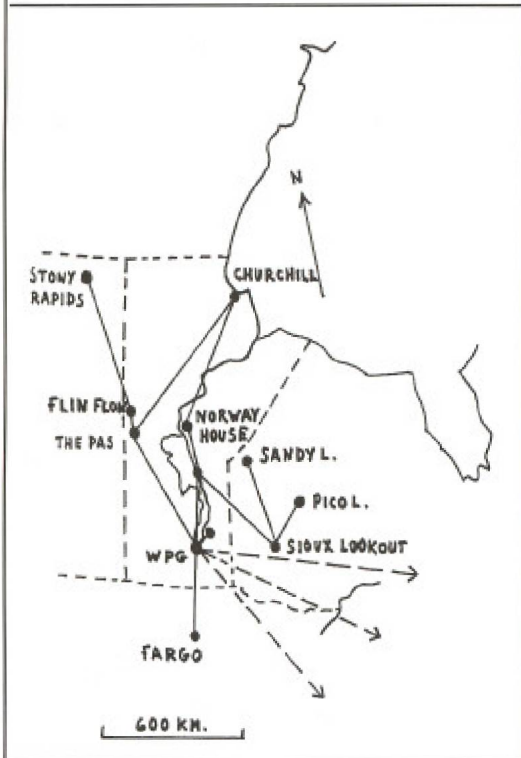 N
CHURCHILL
STONY
RAPIDS
FLIN FLON
THE PAS
NORWAY
HOUSE
SANDY L.
PICO L.
SIOUX LOOKOUT
WPG
FARGO
600 KM.